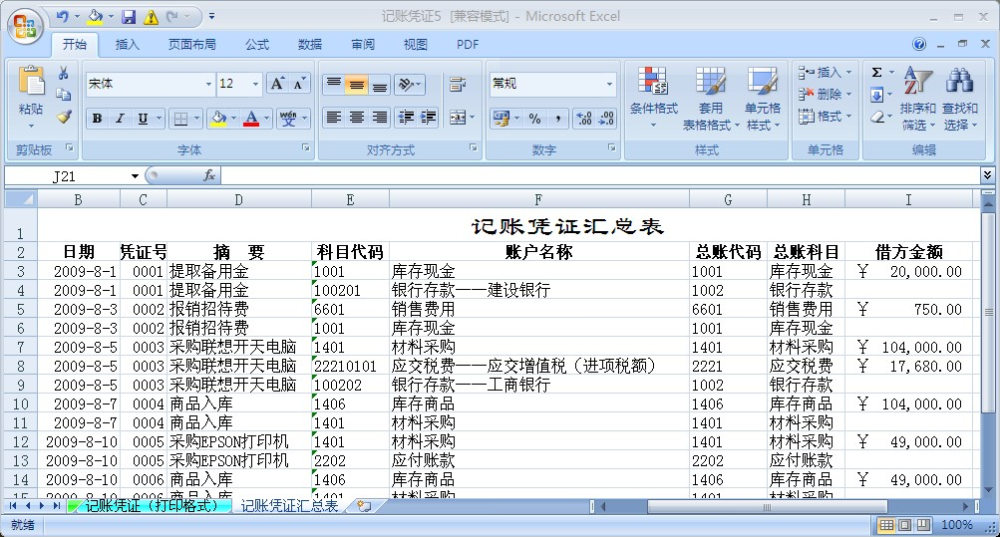 记账凭证5 [兼容模式] - Microsoft Excel
开始 插入 页面布局 公式 数据 审阅 视图 PDF
粘贴 宋体 12 A A 常规 条件格式 套用 表格格式 单元格 样式 插入 删除 格式 Σ 排序和 筛选 查找和 选择
B I U A wén 文 % ,
剪贴板 字体 对齐方式 数字 样式 单元格 编辑
J21 fx
B C D E F G H I
1 记账凭证汇总表
2 日期 凭证号 摘 要 科目代码 账户名称 总账代码 总账科目 借方金额
3 2009-8-1 0001 提取备用金 1001 库存现金 1001 库存现金 ¥ 20,000.00
4 2009-8-1 0001 提取备用金 100201 银行存款——建设银行 1002 银行存款
5 2009-8-3 0002 报销招待费 6601 销售费用 6601 销售费用 ¥ 750.00
6 2009-8-3 0002 报销招待费 1001 库存现金 1001 库存现金
7 2009-8-5 0003 采购联想开天电脑 1401 材料采购 1401 材料采购 ¥ 104,000.00
8 2009-8-5 0003 采购联想开天电脑 22210101 应交税费——应交增值税（进项税额） 2221 应交税费 ¥ 17,680.00
9 2009-8-5 0003 采购联想开天电脑 100202 银行存款——工商银行 1002 银行存款
10 2009-8-7 0004 商品入库 1406 库存商品 1406 库存商品 ¥ 104,000.00
11 2009-8-7 0004 商品入库 1401 材料采购 1401 材料采购
12 2009-8-10 0005 采购EPSON打印机 1401 材料采购 1401 材料采购 ¥ 49,000.00
13 2009-8-10 0005 采购EPSON打印机 2202 应付账款 2202 应付账款
14 2009-8-10 0006 商品入库 1406 库存商品 1406 库存商品 ¥ 49,000.00
15 2009-8-10 0006 商品入库 1401 材料采购 1401 材料采购
记账凭证（打印格式） 记账凭证汇总表
就绪 100%